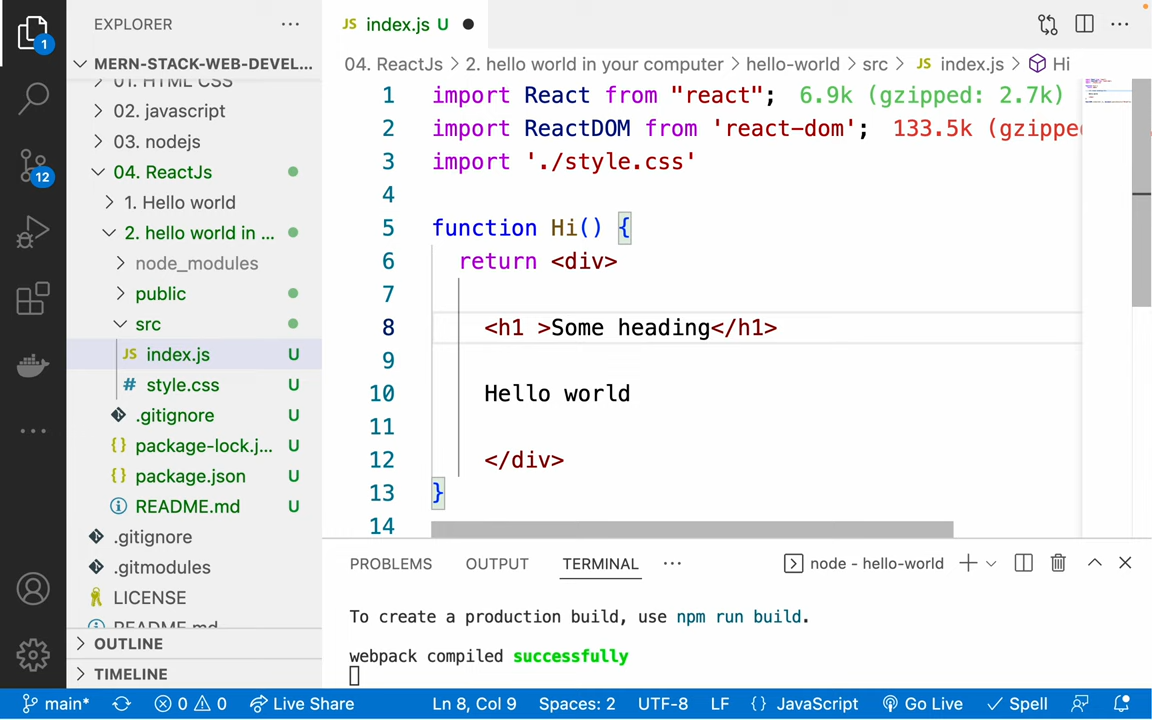 EXPLORER
MERN-STACK-WEB-DEVEL...
01. HTML CSS
02. javascript
03. nodejs
04. ReactJs
1. Hello world
2. hello world in ...
node_modules
public
src
JS index.js U
# style.css U
.gitignore U
{} package-lock.j... U
{} package.json U
README.md U
.gitignore
.gitmodules
LICENSE
README.md
OUTLINE
TIMELINE
1
12
JS index.js U
04. ReactJs > 2. hello world in your computer > hello-world > src > JS index.js > Hi
1 import React from "react"; 6.9k (gzipped: 2.7k)
2 import ReactDOM from 'react-dom'; 133.5k (gzippe
3 import './style.css'
4
5 function Hi() {
6 return <div>
7
8 <h1 >Some heading</h1>
9
10 Hello world
11
12 </div>
13 }
14
PROBLEMS OUTPUT TERMINAL ... node - hello-world
To create a production build, use npm run build.
webpack compiled successfully
main* 0 0 Live Share Ln 8, Col 9 Spaces: 2 UTF-8 LF {} JavaScript Go Live Spell